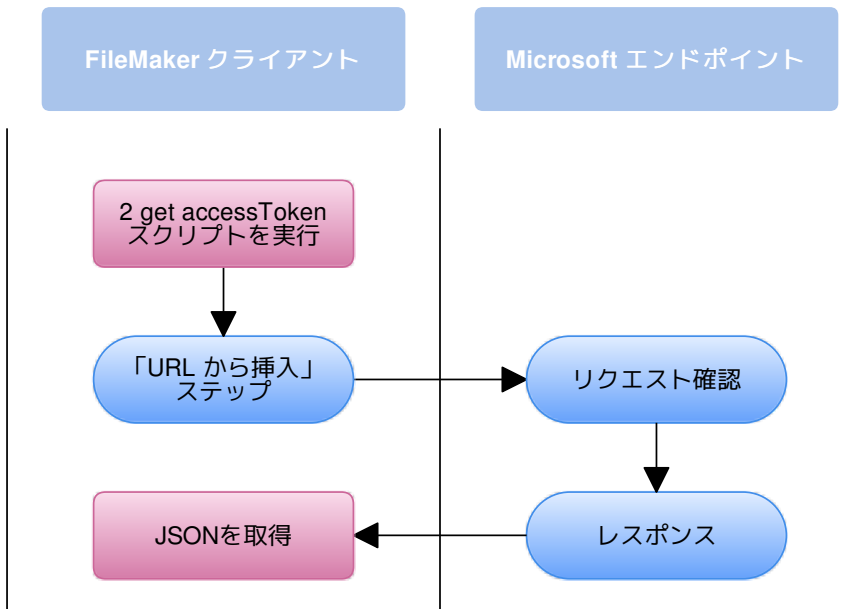 FileMaker クライアント
Microsoft エンドポイント
2 get accessToken
スクリプトを実行
「URL から挿入」
ステップ
リクエスト確認
JSONを取得
レスポンス